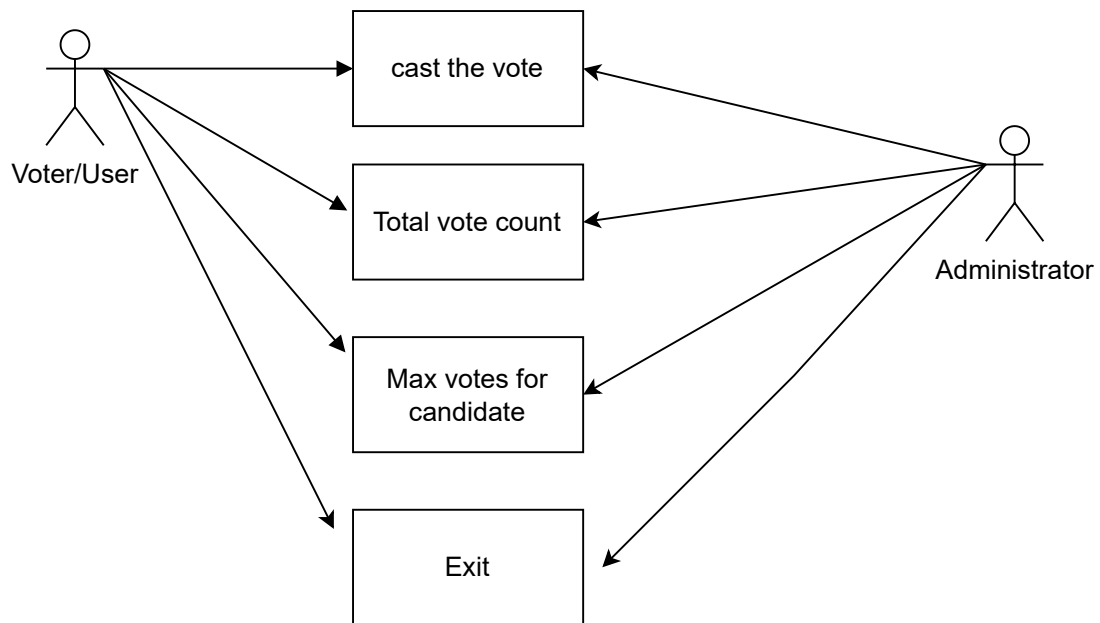 cast the vote
Voter/User
Total vote count
Administrator
Max votes for
candidate
Exit